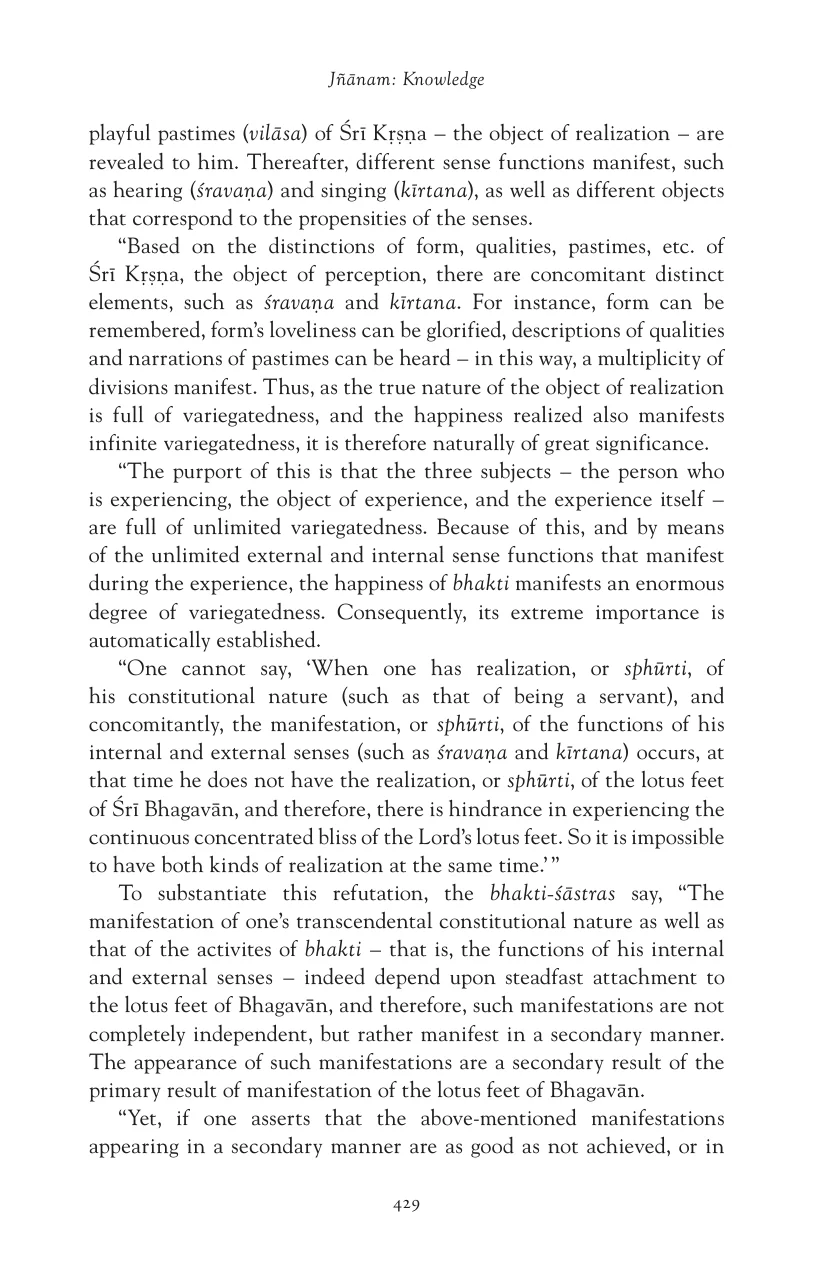 Jñānam: Knowledge
playful pastimes (vilāsa) of Śrī Kṛṣṇa – the object of realization – are
revealed to him. Thereafter, different sense functions manifest, such
as hearing (śravaṇa) and singing (kīrtana), as well as different objects
that correspond to the propensities of the senses.
“Based on the distinctions of form, qualities, pastimes, etc. of
Śrī Kṛṣṇa, the object of perception, there are concomitant distinct
elements, such as śravaṇa and kīrtana. For instance, form can be
remembered, form’s loveliness can be glorified, descriptions of qualities
and narrations of pastimes can be heard – in this way, a multiplicity of
divisions manifest. Thus, as the true nature of the object of realization
is full of variegatedness, and the happiness realized also manifests
infinite variegatedness, it is therefore naturally of great significance.
“The purport of this is that the three subjects – the person who
is experiencing, the object of experience, and the experience itself –
are full of unlimited variegatedness. Because of this, and by means
of the unlimited external and internal sense functions that manifest
during the experience, the happiness of bhakti manifests an enormous
degree of variegatedness. Consequently, its extreme importance is
automatically established.
“One cannot say, ‘When one has realization, or sphūrti, of
his constitutional nature (such as that of being a servant), and
concomitantly, the manifestation, or sphūrti, of the functions of his
internal and external senses (such as śravaṇa and kīrtana) occurs, at
that time he does not have the realization, or sphūrti, of the lotus feet
of Śrī Bhagavān, and therefore, there is hindrance in experiencing the
continuous concentrated bliss of the Lord’s lotus feet. So it is impossible
to have both kinds of realization at the same time.’”
To substantiate this refutation, the bhakti-śāstras say, “The
manifestation of one’s transcendental constitutional nature as well as
that of the activites of bhakti – that is, the functions of his internal
and external senses – indeed depend upon steadfast attachment to
the lotus feet of Bhagavān, and therefore, such manifestations are not
completely independent, but rather manifest in a secondary manner.
The appearance of such manifestations are a secondary result of the
primary result of manifestation of the lotus feet of Bhagavān.
“Yet, if one asserts that the above-mentioned manifestations
appearing in a secondary manner are as good as not achieved, or in
429